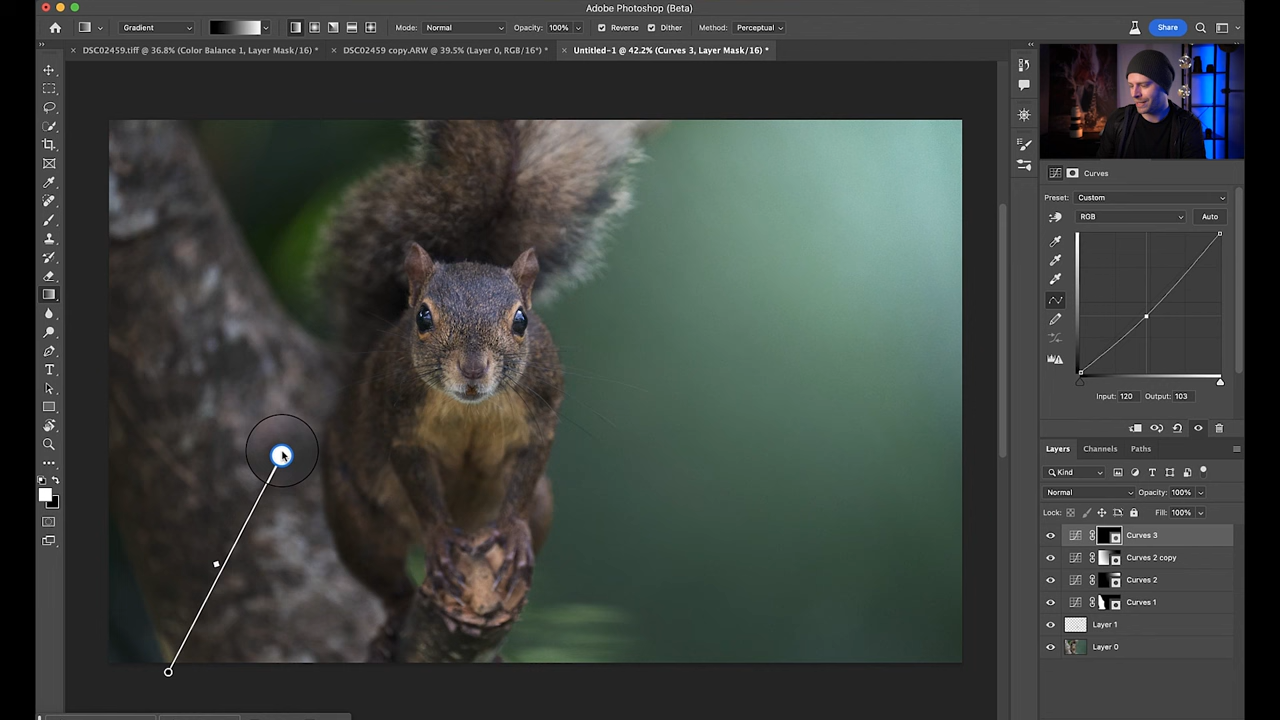 Adobe Photoshop (Beta)
Gradient
Mode: Normal
Opacity: 100%
Reverse
Dither
Method: Perceptual
Share
DSC02459.tiff @ 36.8% (Color Balance 1, Layer Mask/16) *
DSC02459 copy.ARW @ 39.5% (Layer 0, RGB/16*) *
Untitled-1 @ 42.2% (Curves 3, Layer Mask/16) *
Curves
Preset: Custom
RGB
Auto
Input: 120 Output: 103
Layers Channels Paths
Kind
Normal Opacity: 100%
Lock: Fill: 100%
Curves 3
Curves 2 copy
Curves 2
Curves 1
Layer 1
Layer 0